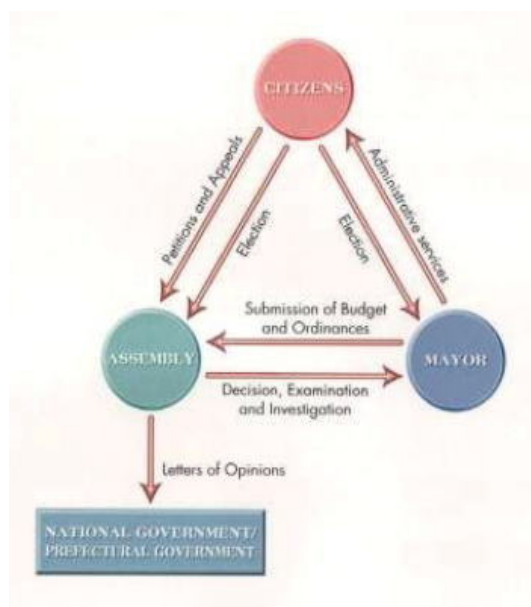 CITIZENS
Petitions and Appeals
Election
Election
Administrative services
Submission of Budget
and Ordinances
ASSEMBLY
MAYOR
Decision, Examination
and Investigation
Letters of Opinions
NATIONAL GOVERNMENT/
PREFECTURAL GOVERNMENT